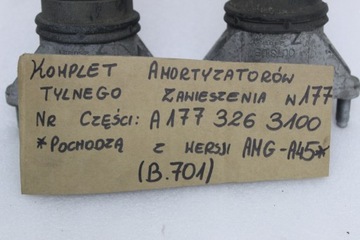 KOMPLET AMORTYZATORÓW
TYLNEGO ZAWIESZENIA W177
NR CZĘŚCI: A 177 326 3100
*POCHODZĄ Z WERSJI AMG-A45*
(B.701)